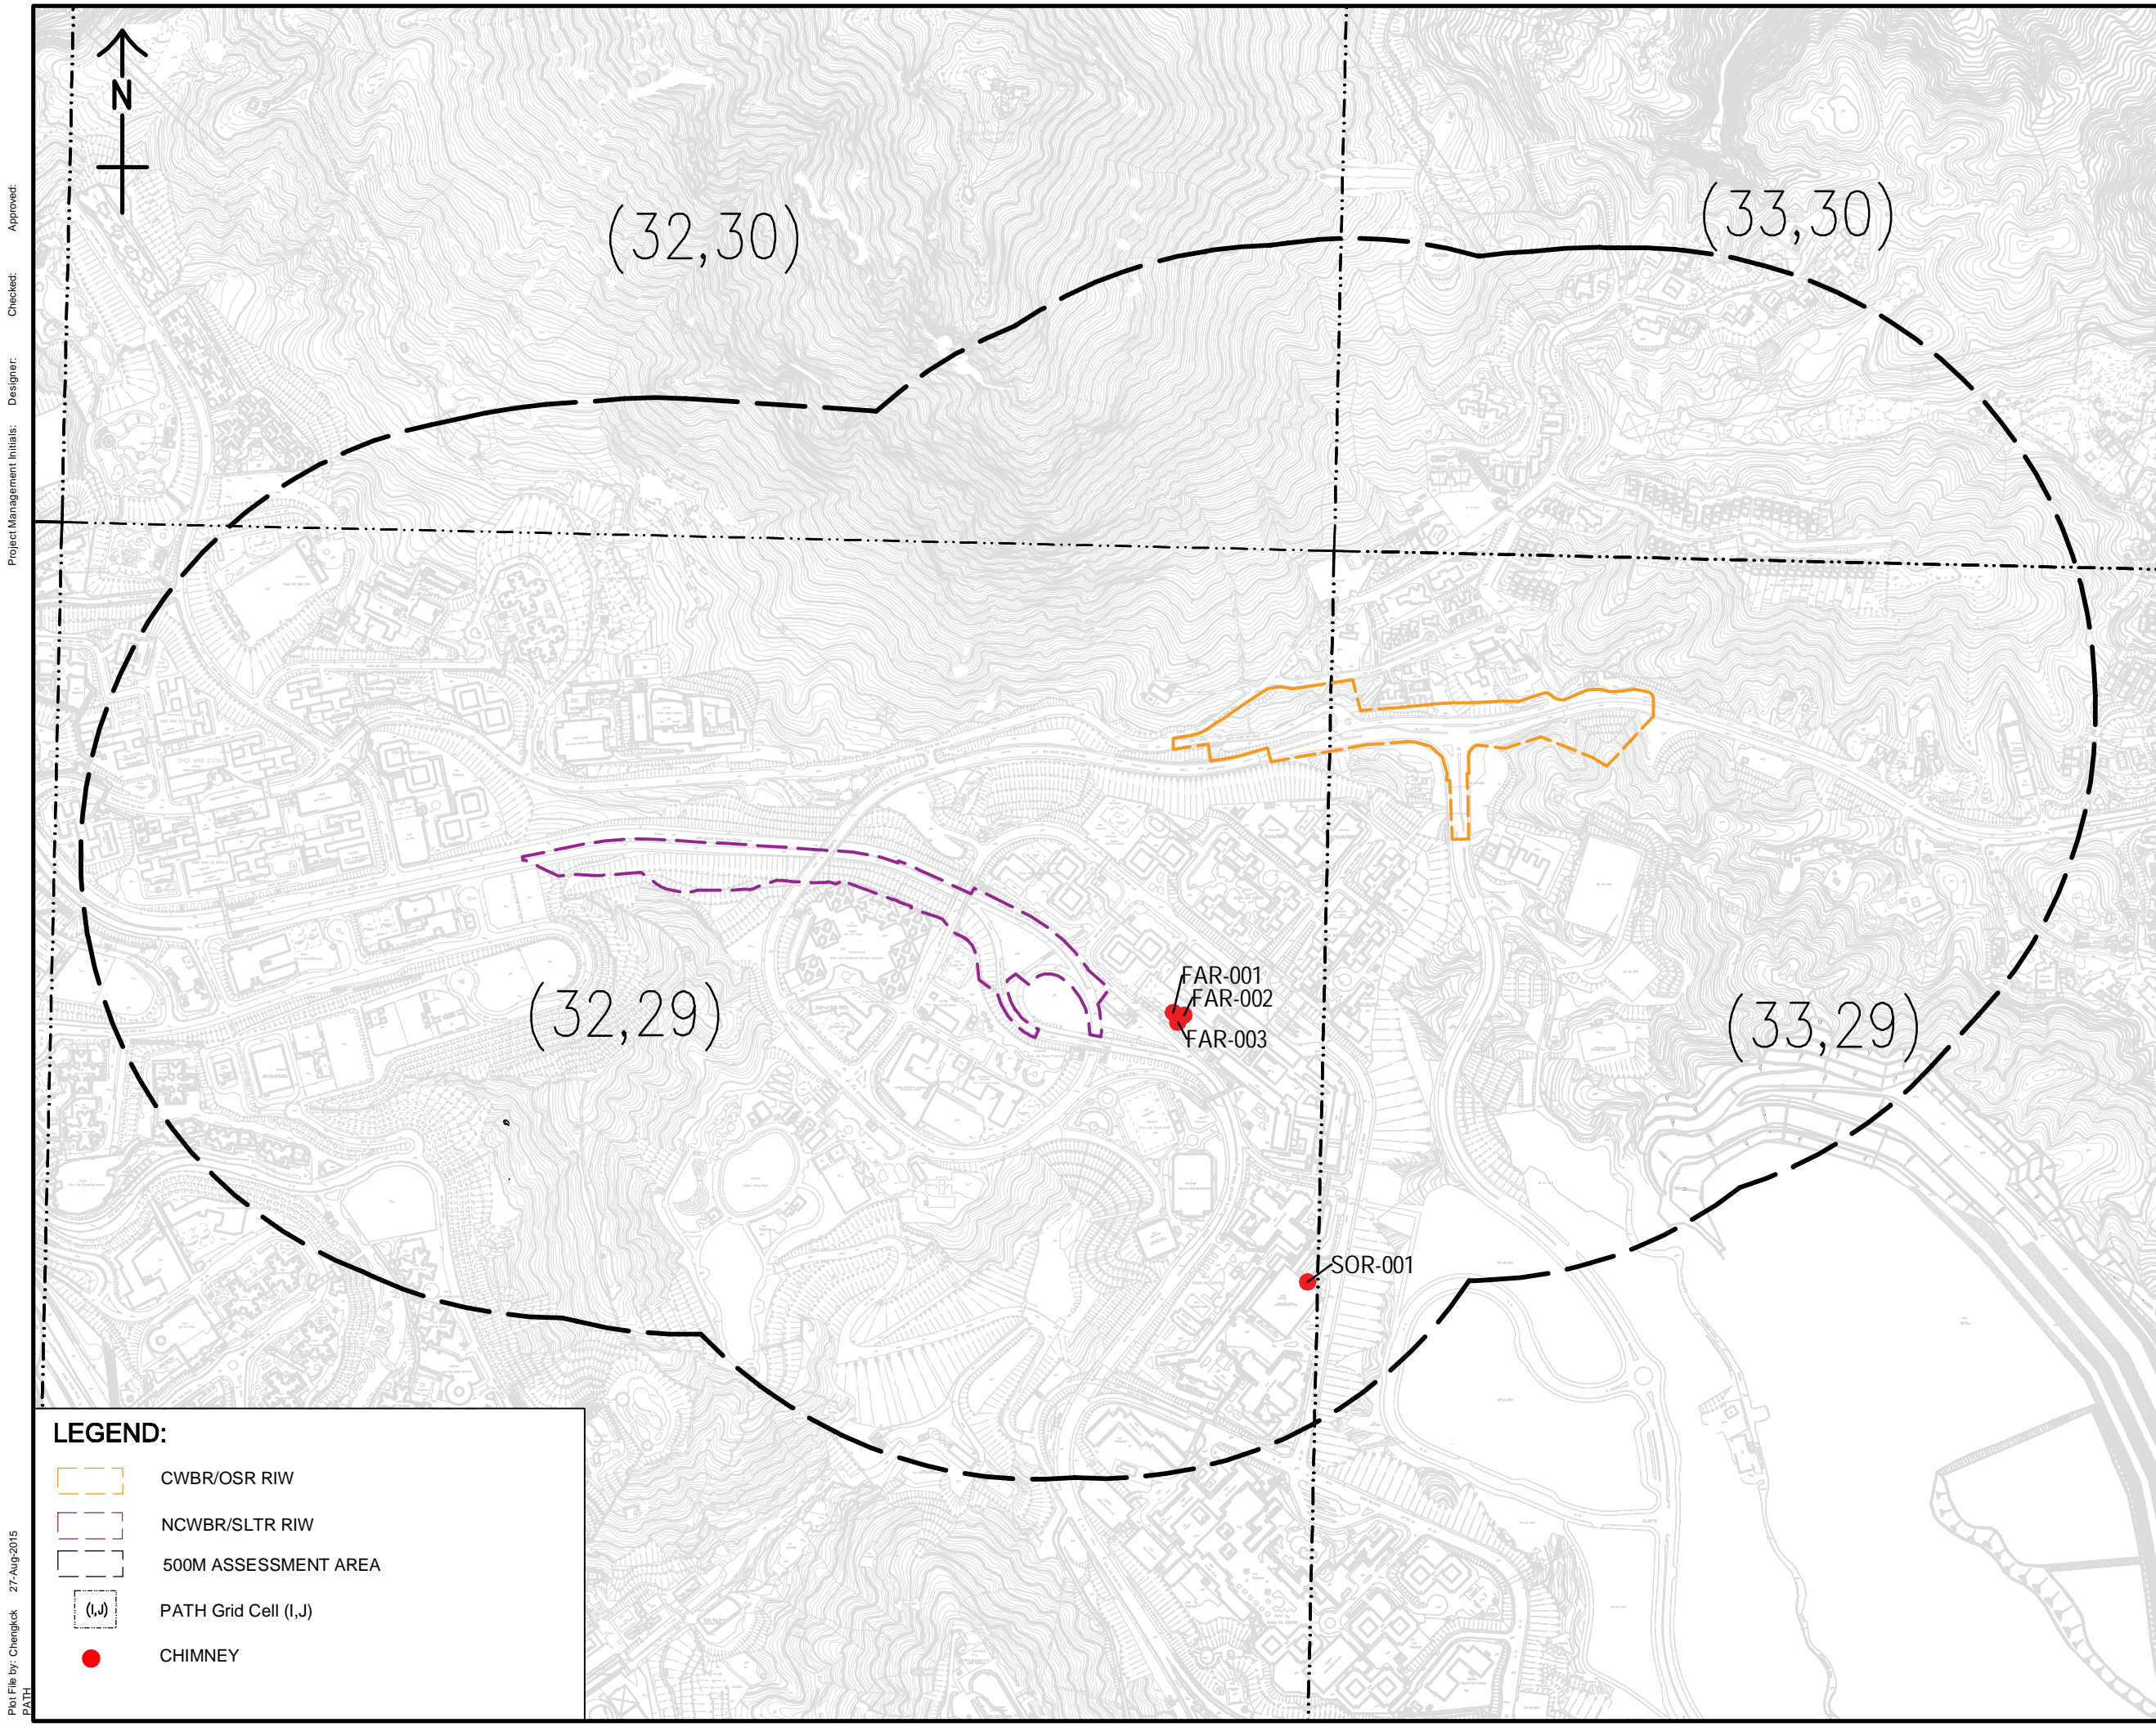 N
(32,30)
(33,30)
(32,29)
(33,29)
FAR-001
FAR-002
FAR-003
SOR-001
LEGEND:
CWBR/OSR RIW
NCWBR/SLTR RIW
500M ASSESSMENT AREA
(I,J) PATH Grid Cell (I,J)
CHIMNEY
Project Management Initials: Designer: Checked: Approved:
Plot File by: Chengkck 27-Aug-2015
PATH